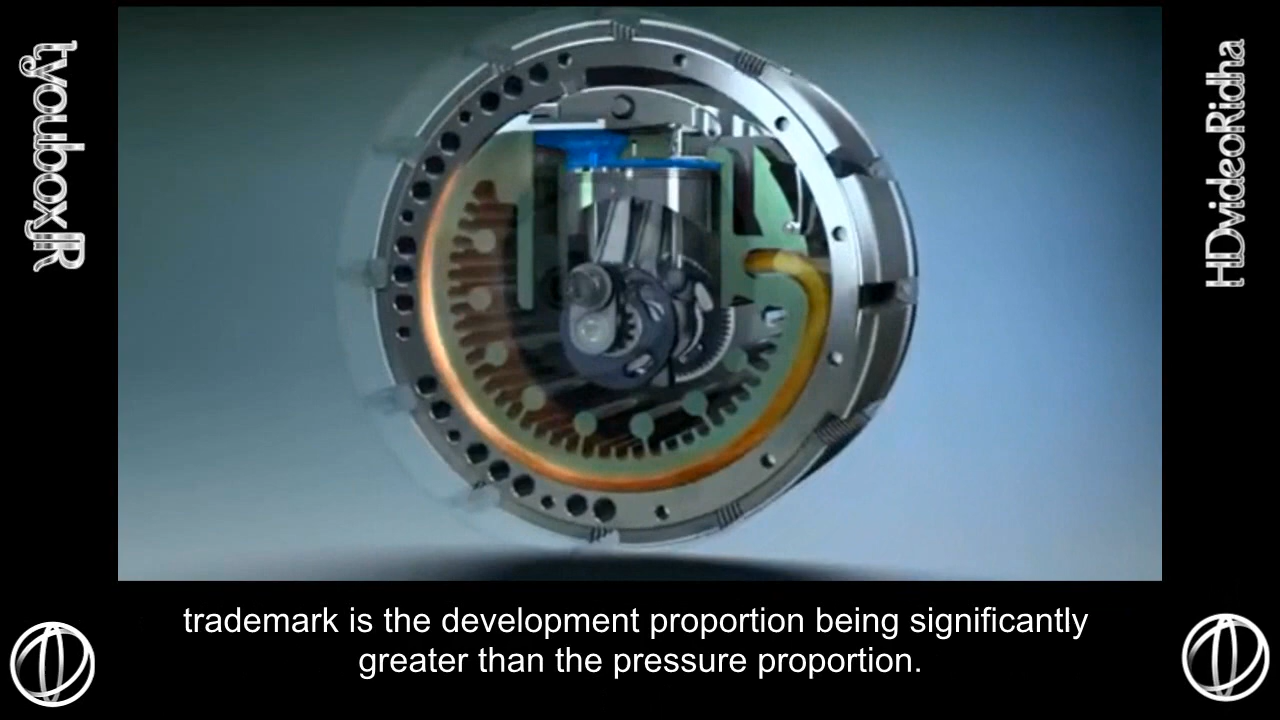 tyouboxJR
HDvideoRidha
trademark is the development proportion being significantly
greater than the pressure proportion.